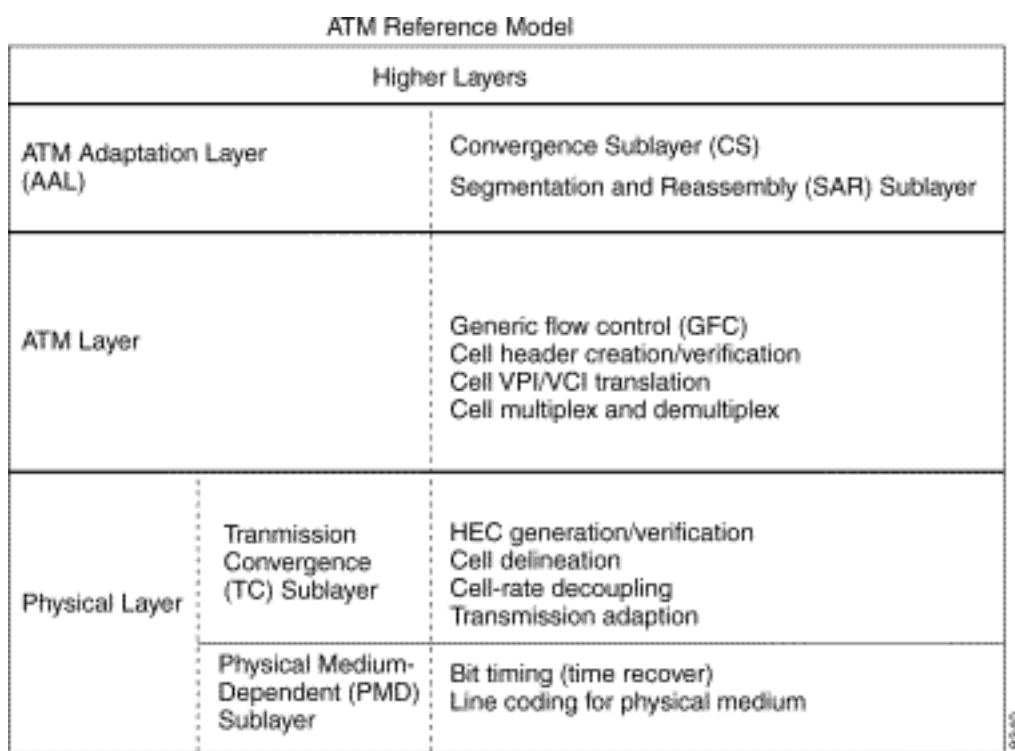 ATM Reference Model
Higher Layers
ATM Adaptation Layer
(AAL)
Convergence Sublayer (CS)
Segmentation and Reassembly (SAR) Sublayer
ATM Layer
Generic flow control (GFC)
Cell header creation/verification
Cell VPI/VCI translation
Cell multiplex and demultiplex
Physical Layer
Tranmission
Convergence
(TC) Sublayer
HEC generation/verification
Cell delineation
Cell-rate decoupling
Transmission adaption
Physical Medium-
Dependent (PMD)
Sublayer
Bit timing (time recover)
Line coding for physical medium